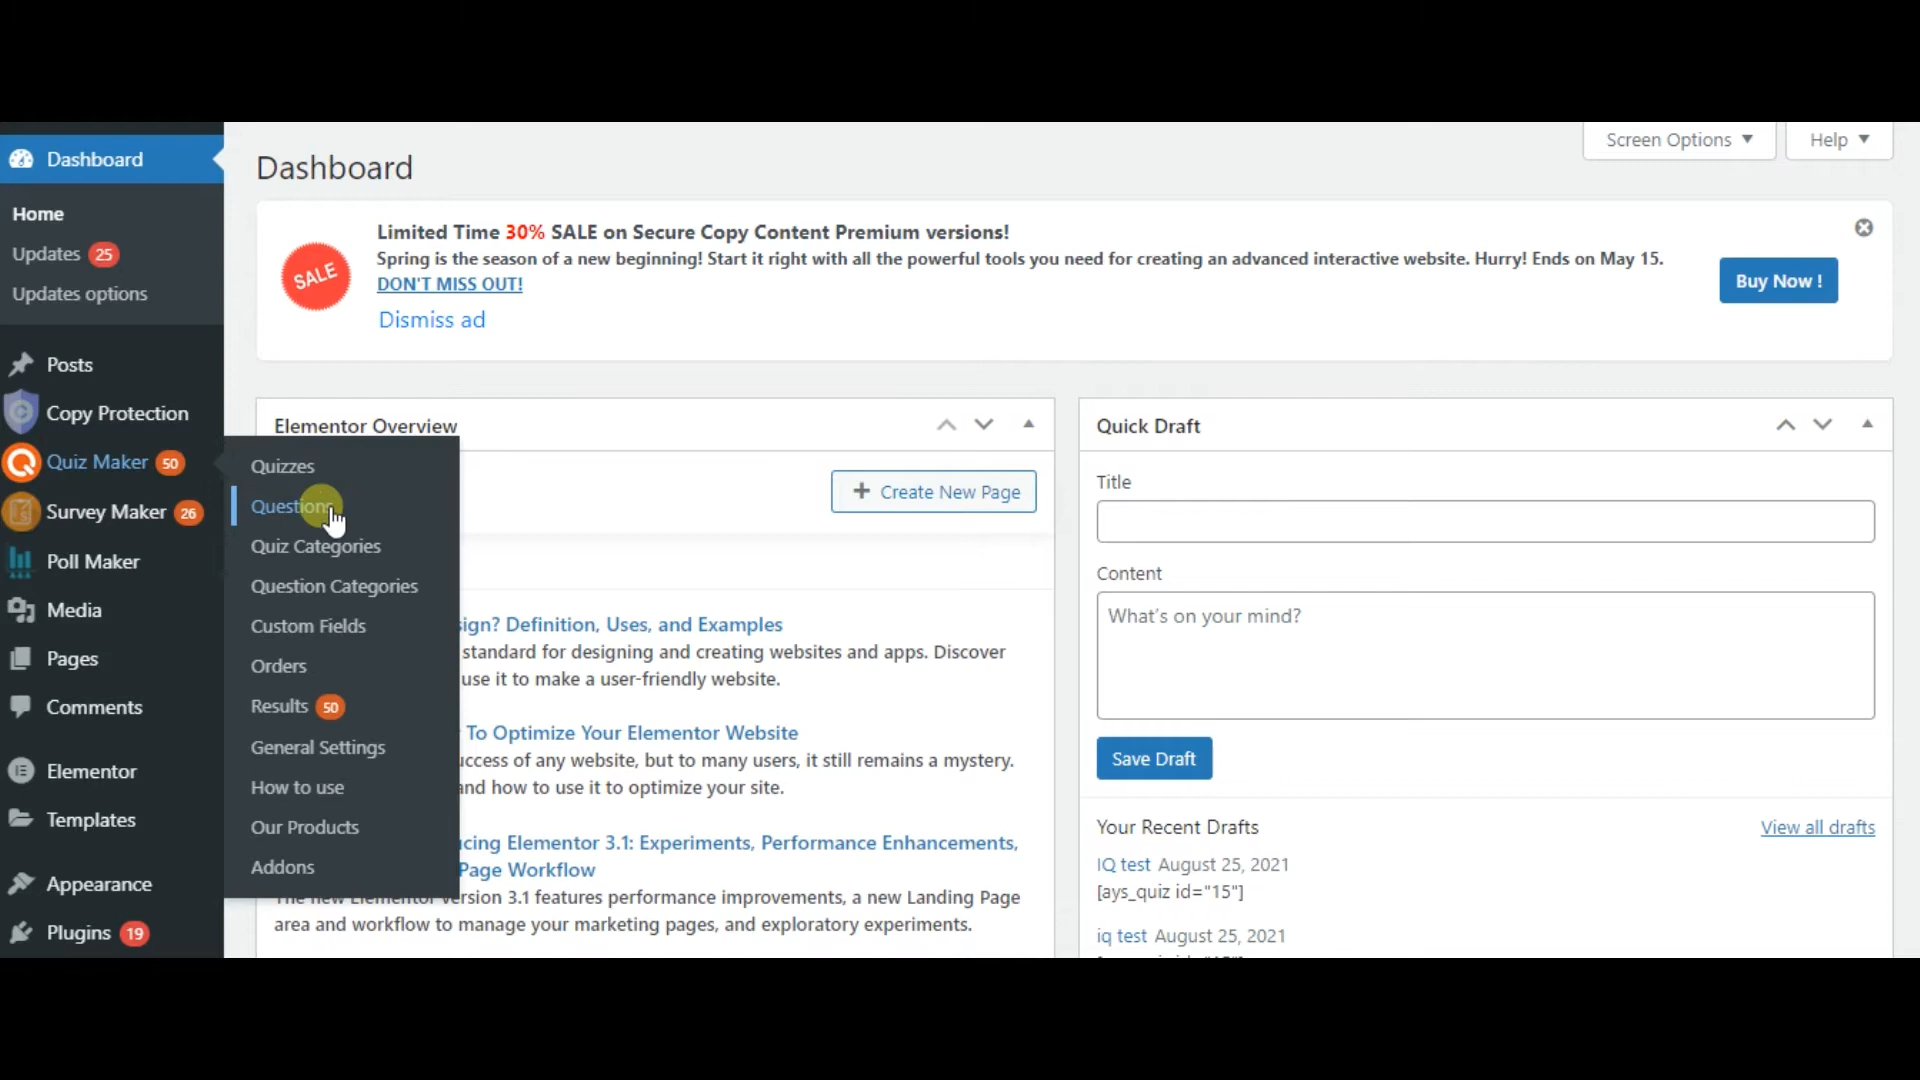 Dashboard
Home
Updates 25
Updates options
Posts
Copy Protection
Quiz Maker 50
Survey Maker 26
Poll Maker
Media
Pages
Comments
Elementor
Templates
Appearance
Plugins 19
Quizzes
Questions
Quiz Categories
Question Categories
Custom Fields
Orders
Results 50
General Settings
How to use
Our Products
Addons
Screen Options
Help
Dashboard
SALE
Limited Time 30% SALE on Secure Copy Content Premium versions!
Spring is the season of a new beginning! Start it right with all the powerful tools you need for creating an advanced interactive website. Hurry! Ends on May 15.
DON'T MISS OUT!
Dismiss ad
Buy Now !
Elementor Overview
+ Create New Page
Definition, Uses, and Examples
standard for designing and creating websites and apps. Discover
use it to make a user-friendly website.
To Optimize Your Elementor Website
of any website, but to many users, it still remains a mystery.
and how to use it to optimize your site.
Elementor 3.1: Experiments, Performance Enhancements,
Page Workflow
The new Elementor version 3.1 features performance improvements, a new Landing Page
area and workflow to manage your marketing pages, and exploratory experiments.
Quick Draft
Title
Content
What's on your mind?
Save Draft
Your Recent Drafts
View all drafts
IQ test August 25, 2021
[ays_quiz id="15"]
iq test August 25, 2021